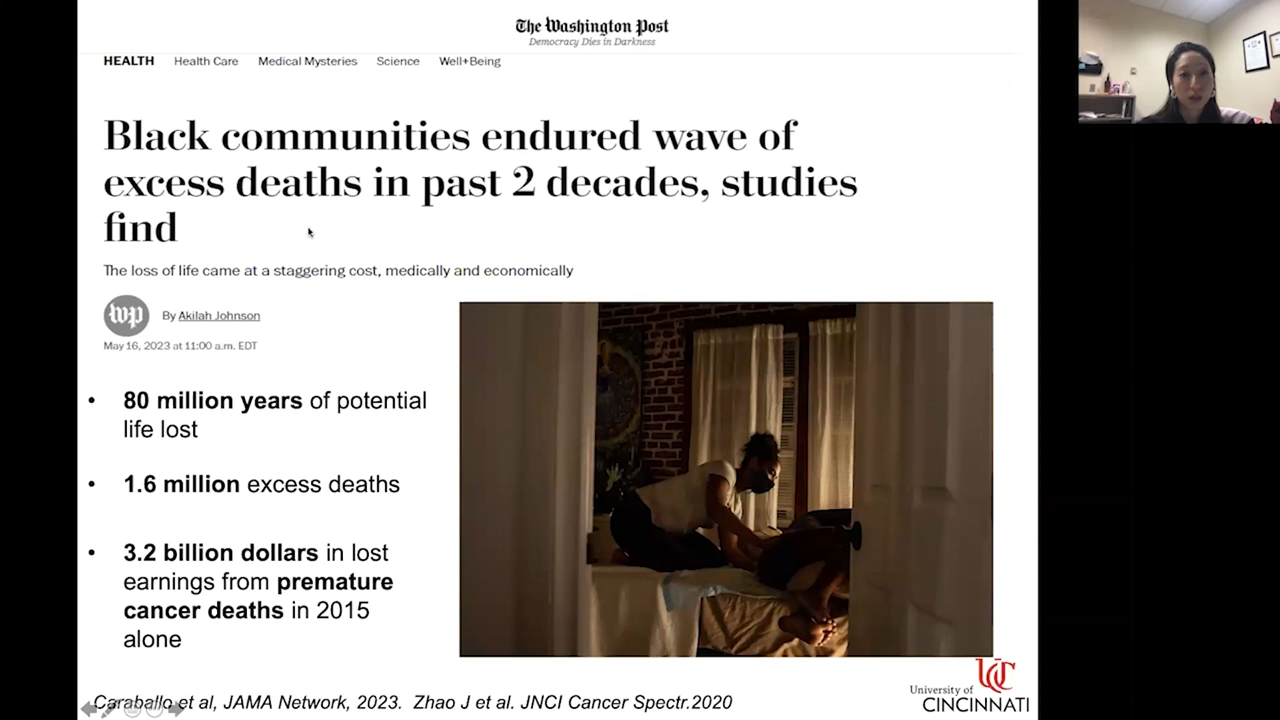 The Washington Post
Democracy Dies in Darkness
HEALTH Health Care Medical Mysteries Science Well+Being
Black communities endured wave of
excess deaths in past 2 decades, studies
find
The loss of life came at a staggering cost, medically and economically
wp
By Akilah Johnson
May 16, 2023 at 11:00 a.m. EDT
• 80 million years of potential
life lost
• 1.6 million excess deaths
• 3.2 billion dollars in lost
earnings from premature
cancer deaths in 2015
alone
Caraballo et al, JAMA Network, 2023. Zhao J et al. JNCI Cancer Spectr.2020
UC
University of
CINCINNATI